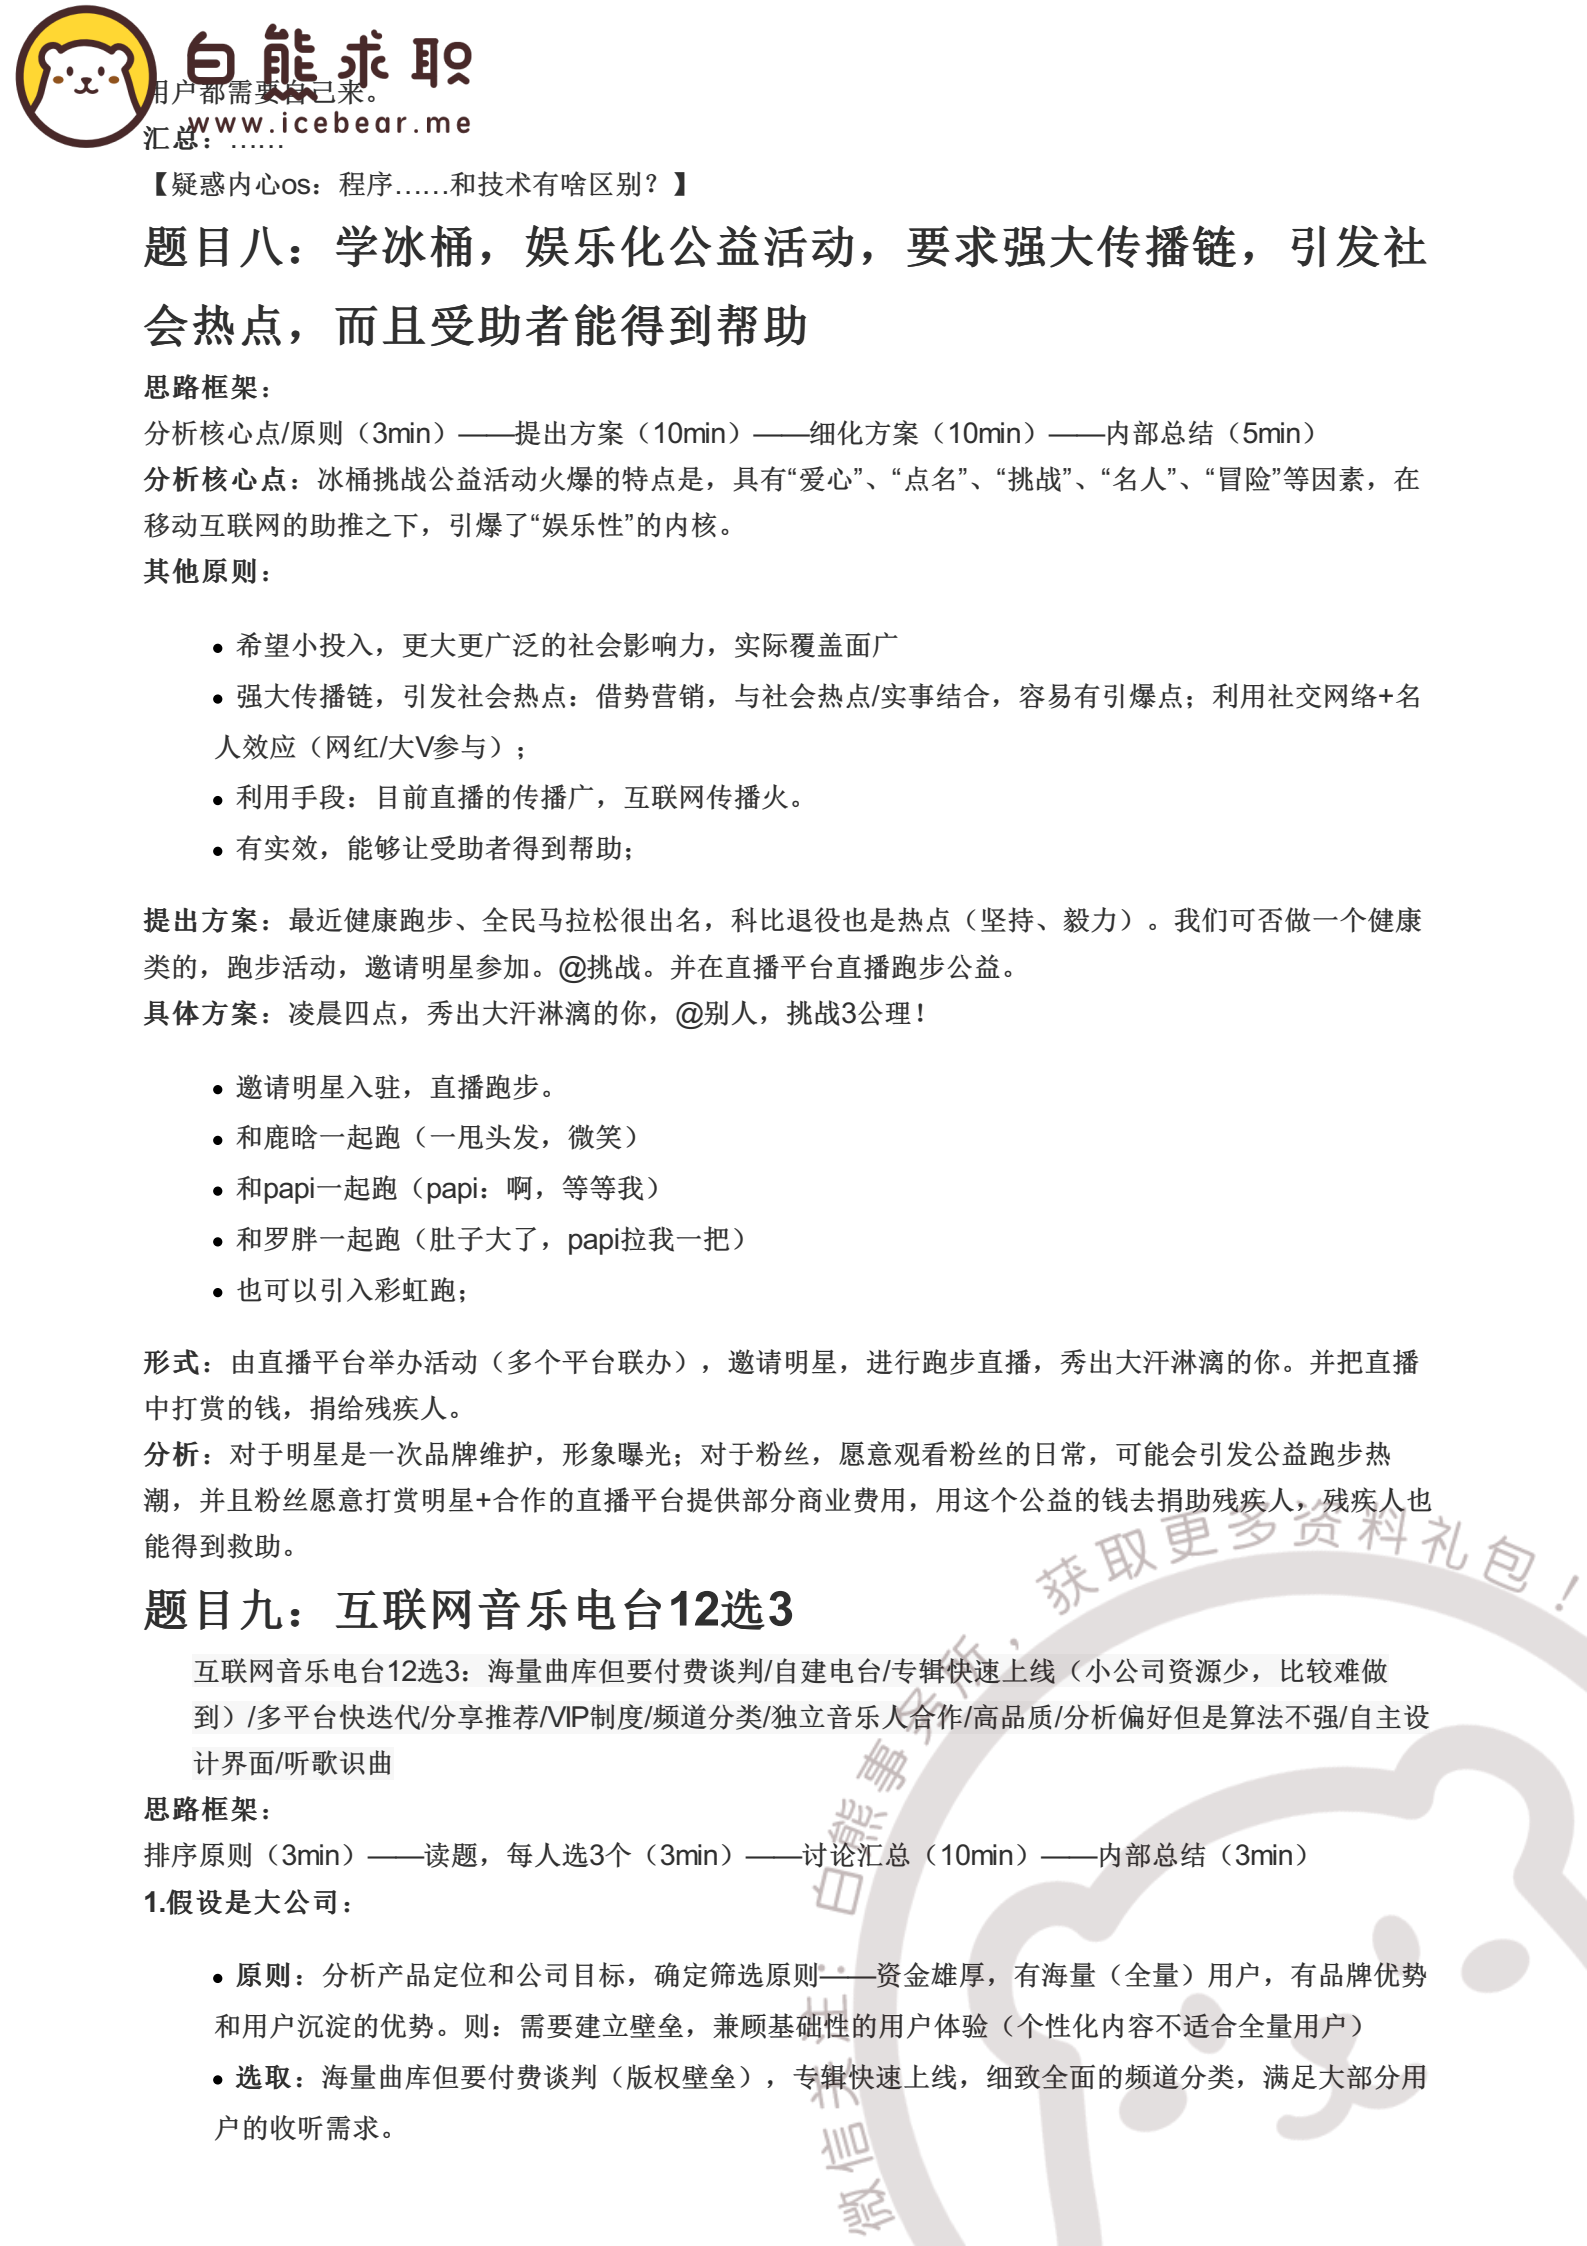 白熊求职
www.icebear.me
用户都需要自己来。
汇总：……
【疑惑内心os：程序……和技术有啥区别？】
题目八：学冰桶，娱乐化公益活动，要求强大传播链，引发社
会热点，而且受助者能得到帮助
思路框架：
分析核心点/原则（3min）——提出方案（10min）——细化方案（10min）——内部总结（5min）
分析核心点：冰桶挑战公益活动火爆的特点是，具有“爱心”、“点名”、“挑战”、“名人”、“冒险”等因素，在
移动互联网的助推之下，引爆了“娱乐性”的内核。
其他原则：
• 希望小投入，更大更广泛的社会影响力，实际覆盖面广
• 强大传播链，引发社会热点：借势营销，与社会热点/实事结合，容易有引爆点；利用社交网络+名
人效应（网红/大V参与）；
• 利用手段：目前直播的传播广，互联网传播火。
• 有实效，能够让受助者得到帮助；
提出方案：最近健康跑步、全民马拉松很出名，科比退役也是热点（坚持、毅力）。我们可否做一个健康
类的，跑步活动，邀请明星参加。@挑战。并在直播平台直播跑步公益。
具体方案：凌晨四点，秀出大汗淋漓的你，@别人，挑战3公理！
• 邀请明星入驻，直播跑步。
• 和鹿晗一起跑（一甩头发，微笑）
• 和papi一起跑（papi：啊，等等我）
• 和罗胖一起跑（肚子大了，papi拉我一把）
• 也可以引入彩虹跑；
形式：由直播平台举办活动（多个平台联办），邀请明星，进行跑步直播，秀出大汗淋漓的你。并把直播
中打赏的钱，捐给残疾人。
分析：对于明星是一次品牌维护，形象曝光；对于粉丝，愿意观看粉丝的日常，可能会引发公益跑步热
潮，并且粉丝愿意打赏明星+合作的直播平台提供部分商业费用，用这个公益的钱去捐助残疾人，残疾人也
能得到救助。
题目九：互联网音乐电台12选3
互联网音乐电台12选3：海量曲库但要付费谈判/自建电台/专辑快速上线（小公司资源少，比较难做
到）/多平台快迭代/分享推荐/VIP制度/频道分类/独立音乐人合作/高品质/分析偏好但是算法不强/自主设
计界面/听歌识曲
思路框架：
排序原则（3min）——读题，每人选3个（3min）——讨论汇总（10min）——内部总结（3min）
1.假设是大公司：
• 原则：分析产品定位和公司目标，确定筛选原则——资金雄厚，有海量（全量）用户，有品牌优势
和用户沉淀的优势。则：需要建立壁垒，兼顾基础性的用户体验（个性化内容不适合全量用户）
• 选取：海量曲库但要付费谈判（版权壁垒），专辑快速上线，细致全面的频道分类，满足大部分用
户的收听需求。
微信关注：白熊事务所，获取更多资料礼包！